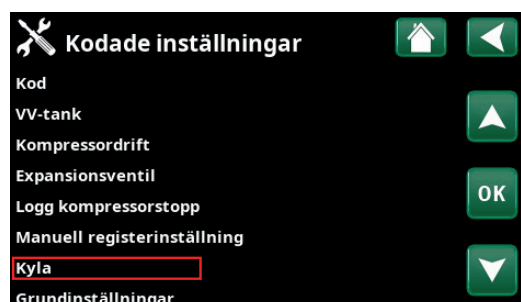 Kodade inställningar
Kod
VV-tank
Kompressordrift
Expansionsventil
Logg kompressorstopp
OK
Manuell registerinställning
Kyla
Grundinställningar